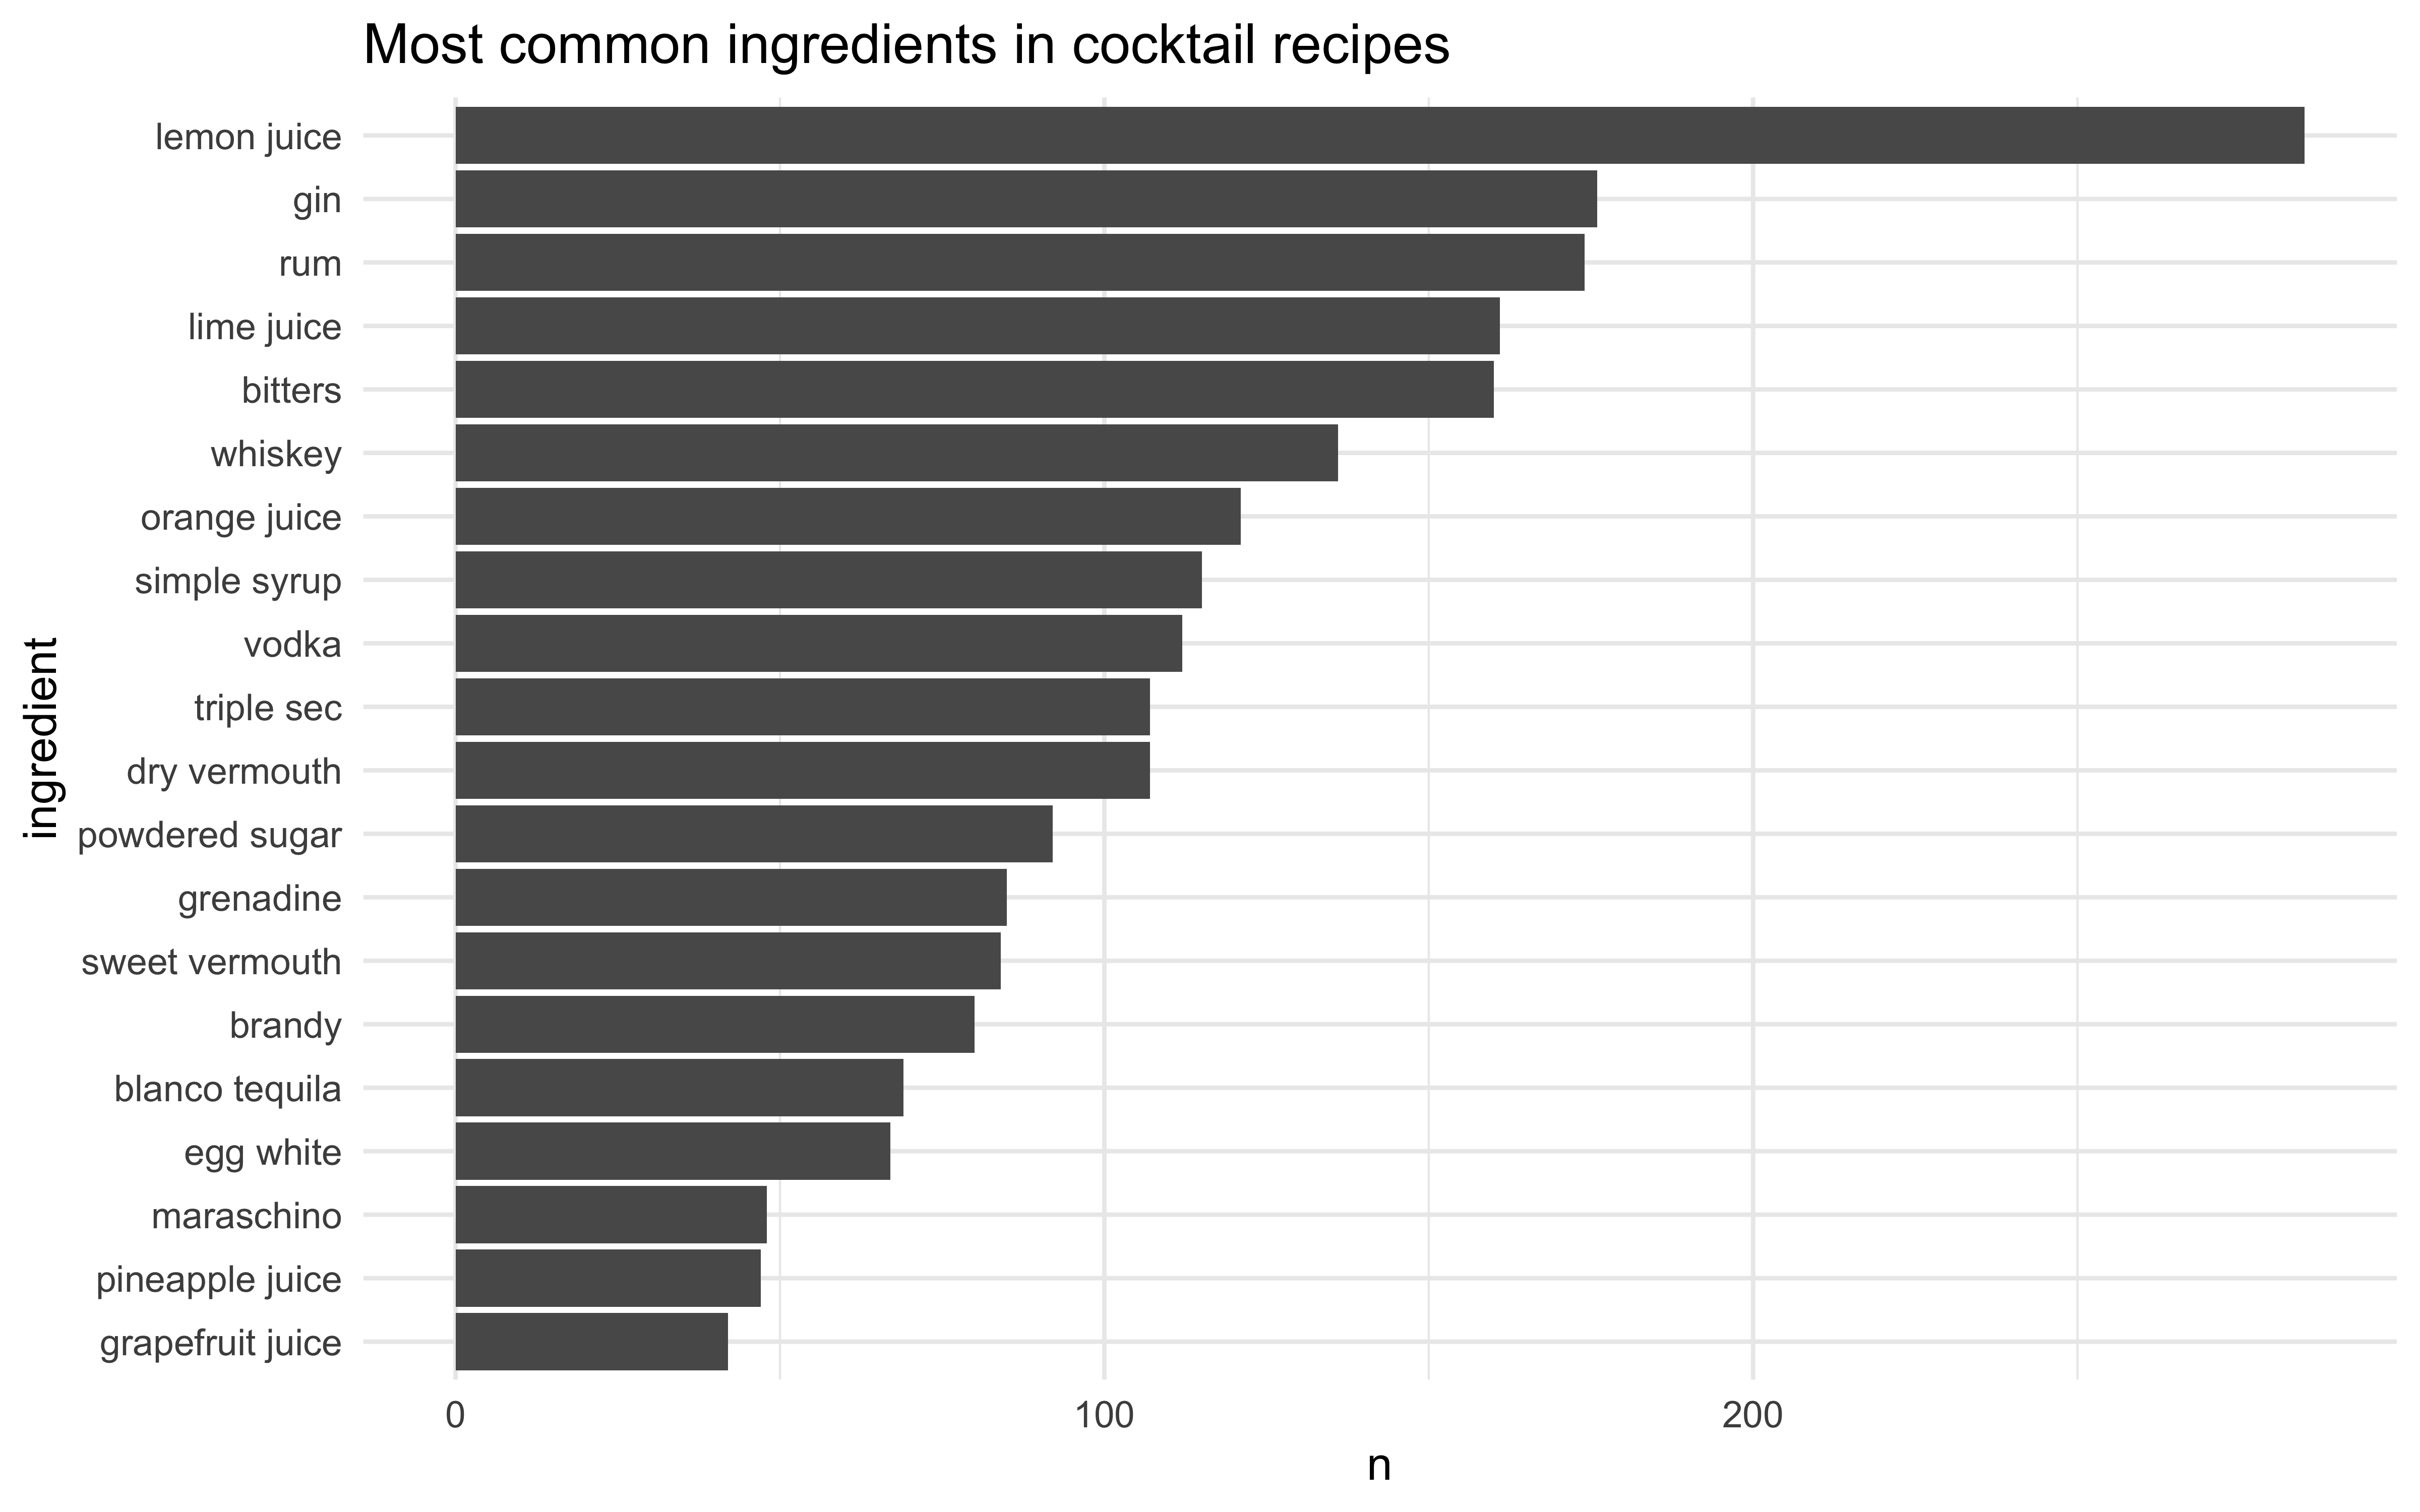 Most common ingredients in cocktail recipes
ingredient
lemon juice
gin
rum
lime juice
bitters
whiskey
orange juice
simple syrup
vodka
triple sec
dry vermouth
powdered sugar
grenadine
sweet vermouth
brandy
blanco tequila
egg white
maraschino
pineapple juice
grapefruit juice
0 100 200
n